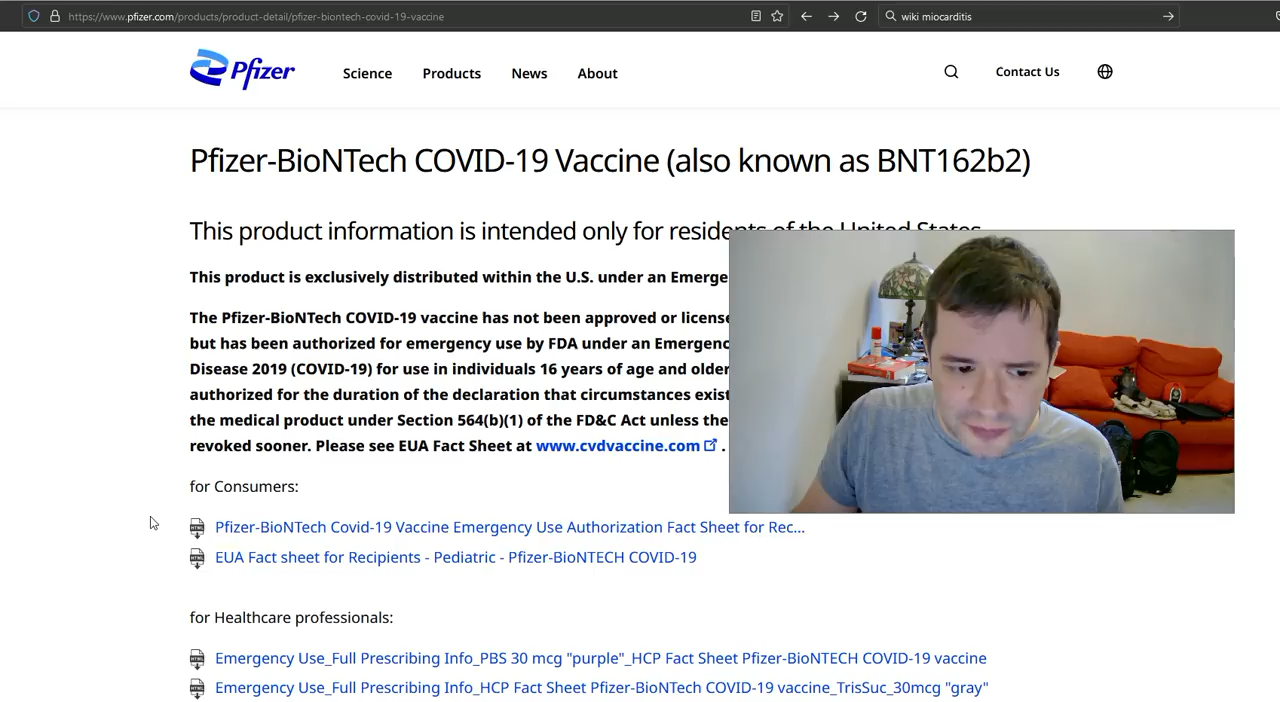 https://www.pfizer.com/products/product-detail/pfizer-biontech-covid-19-vaccine
wiki miocarditis
Pfizer
Science
Products
News
About
Contact Us
Pfizer-BioNTech COVID-19 Vaccine (also known as BNT162b2)
This product information is intended only for residents of the United States
This product is exclusively distributed within the U.S. under an Emerge
The Pfizer-BioNTech COVID-19 vaccine has not been approved or license
but has been authorized for emergency use by FDA under an Emergenc
Disease 2019 (COVID-19) for use in individuals 16 years of age and older
authorized for the duration of the declaration that circumstances exist
the medical product under Section 564(b)(1) of the FD&C Act unless the
revoked sooner. Please see EUA Fact Sheet at www.cvdvaccine.com .
for Consumers:
HTML Pfizer-BioNTech Covid-19 Vaccine Emergency Use Authorization Fact Sheet for Rec...
HTML EUA Fact sheet for Recipients - Pediatric - Pfizer-BioNTECH COVID-19
for Healthcare professionals:
HTML Emergency Use_Full Prescribing Info_PBS 30 mcg "purple"_HCP Fact Sheet Pfizer-BioNTECH COVID-19 vaccine
HTML Emergency Use_Full Prescribing Info_HCP Fact Sheet Pfizer-BioNTech COVID-19 vaccine_TrisSuc_30mcg "gray"